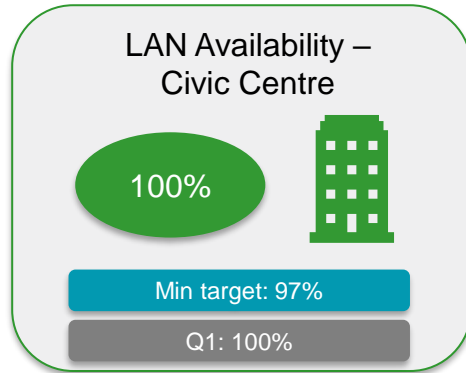 LAN Availability –
Civic Centre
100%
Min target: 97%
Q1: 100%